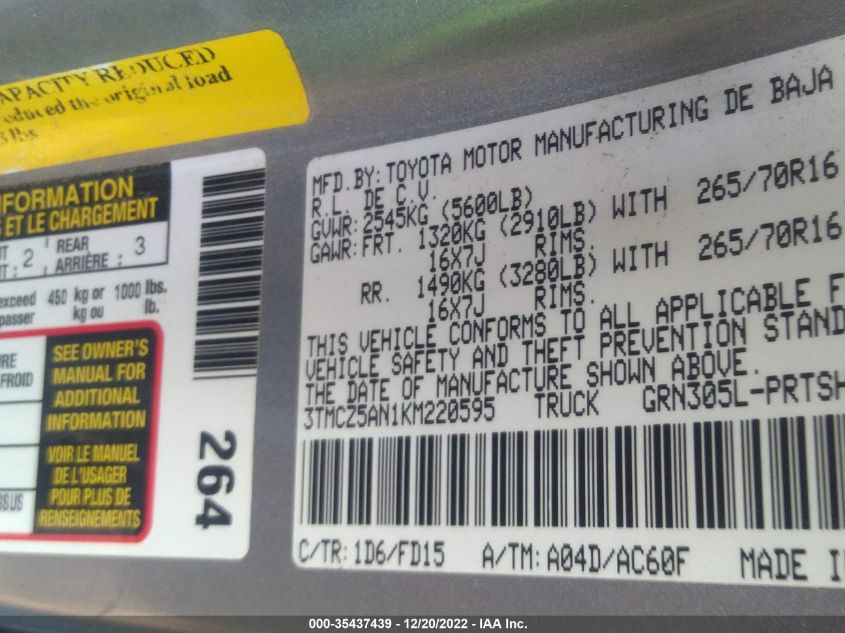 APACITY REDUCED
educed the original load
3 lbs
NFORMATION
ET LE CHARGEMENT
2 REAR ARRIÈRE : 3
exceed 450 kg or 1000 lbs.
passer kg ou lb.
SEE OWNER'S
MANUAL FOR
ADDITIONAL
INFORMATION
VOIR LE MANUEL
DE L'USAGER
POUR PLUS DE
RENSEIGNEMENTS
URE
FROID
264
MFD.BY: TOYOTA MOTOR MANUFACTURING DE BAJA
R.L. DE C.V.
GVWR: 2545KG (5600LB)
GAWR: FRT. 1320KG (2910LB) WITH 265/70R16
16X7J RIMS.
RR. 1490KG (3280LB) WITH 265/70R16
16X7J RIMS.
THIS VEHICLE CONFORMS TO ALL APPLICABLE F
VEHICLE SAFETY AND THEFT PREVENTION STAND
THE DATE OF MANUFACTURE SHOWN ABOVE.
3TMCZ5AN1KM220595 TRUCK GRN305L-PRTSH
C/TR: 1D6/FD15 A/TM: A04D/AC60F MADE I
000-35437439 - 12/20/2022 - IAA Inc.